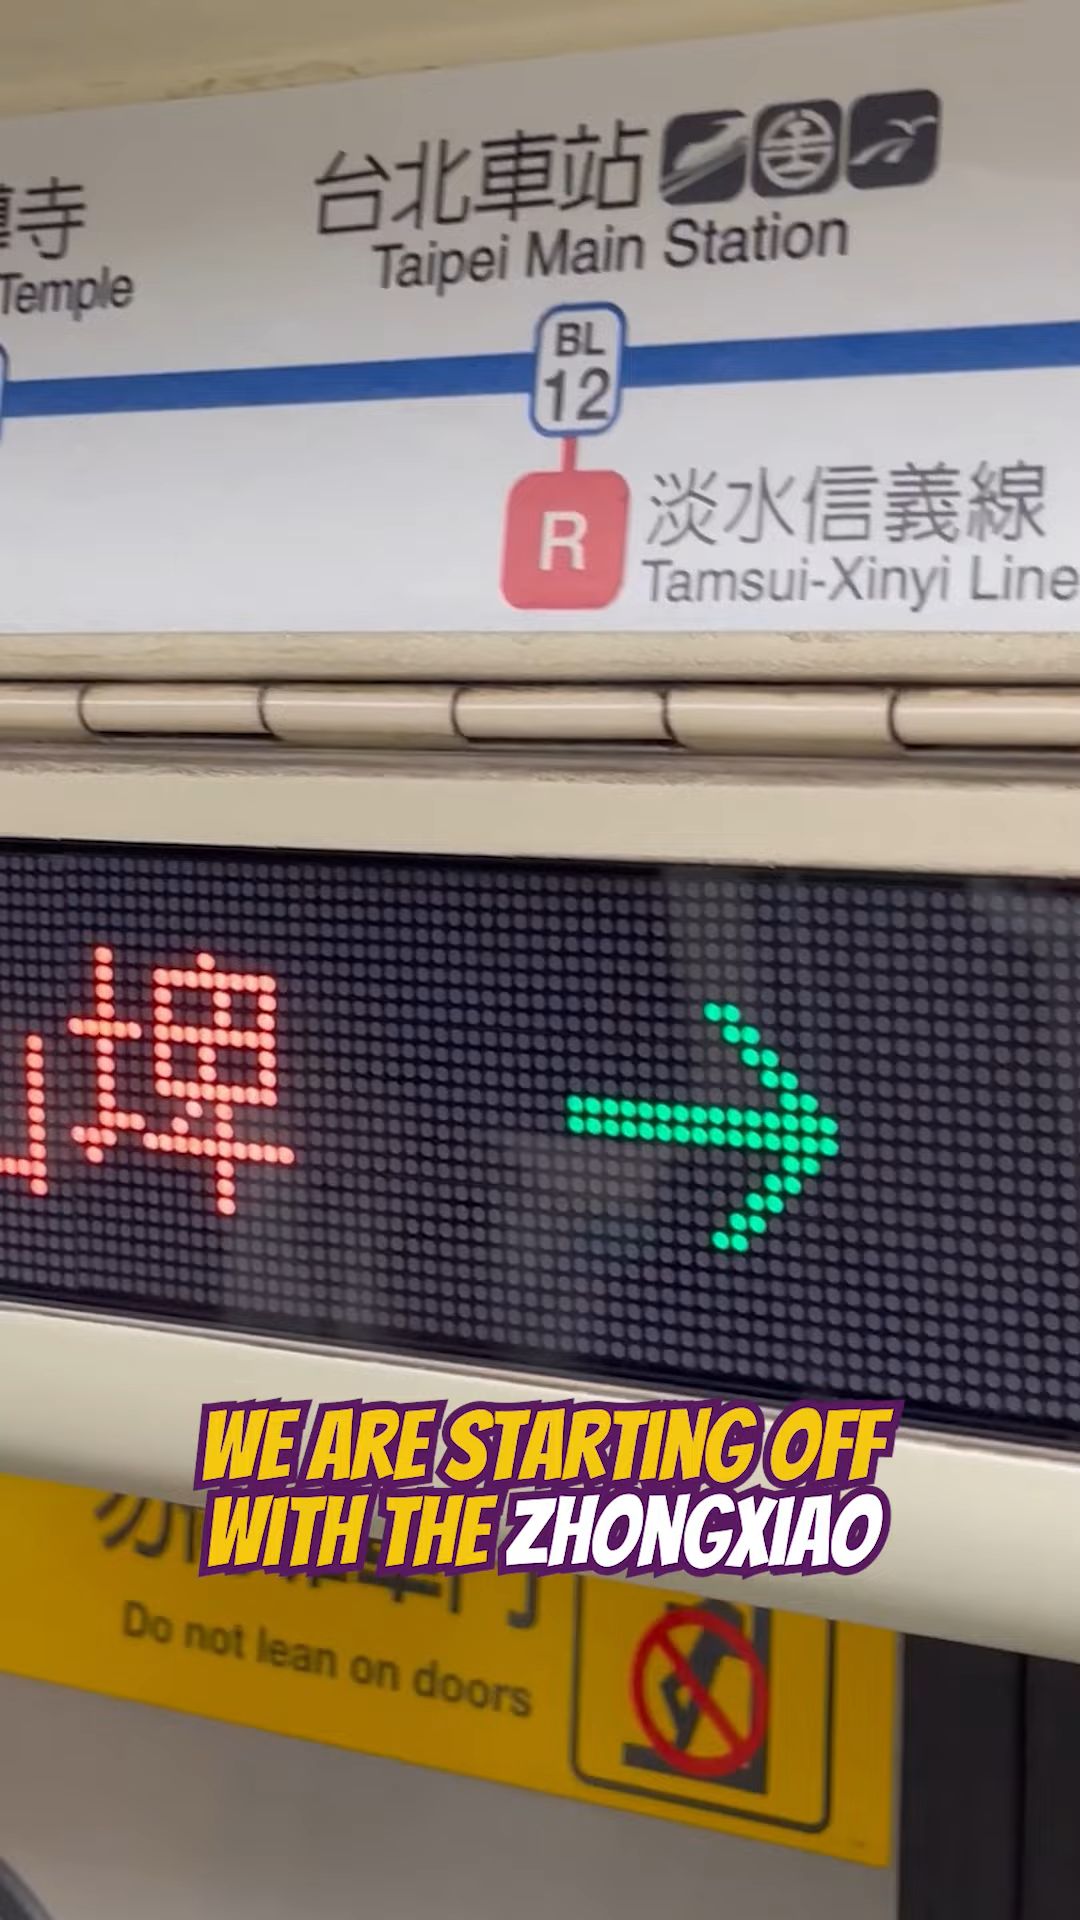 寺
台北車站
Temple
Taipei Main Station
BL
12
R
淡水信義線
Tamsui-Xinyi Line
埤
WE ARE STARTING OFF
WITH THE ZHONGXIAO
Do not lean on doors